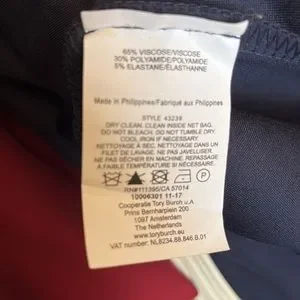 65% VISCOSE/VISCOSE
30% POLYAMIDE/POLYAMIDE
5% ELASTANE/ÉLASTHANNE
Made in Philippines/Fabriqué aux Philippines
STYLE 43239
DRY CLEAN. CLEAN INSIDE NET BAG.
DO NOT BLEACH. DO NOT TUMBLE DRY.
COOL IRON IF NECESSARY.
NETTOYAGE A SEC. NETTOYAGE DANS UN
FILET DE LAVAGE. NE PAS JAVELLISER
NE PAS SECHER EN MACHINE. REPASSAGE
A FAIBLE TEMPÉRATURE SI NÉCESSAIRE
P
RN#111395/CA 57014
10006301 11-17
Cooperatie Tory Burch u.A
Prins Bernhardplein 200
1097 Amsterdam
The Netherlands
www.toryburch.com
VAT number: NL8234.88.846.B.01